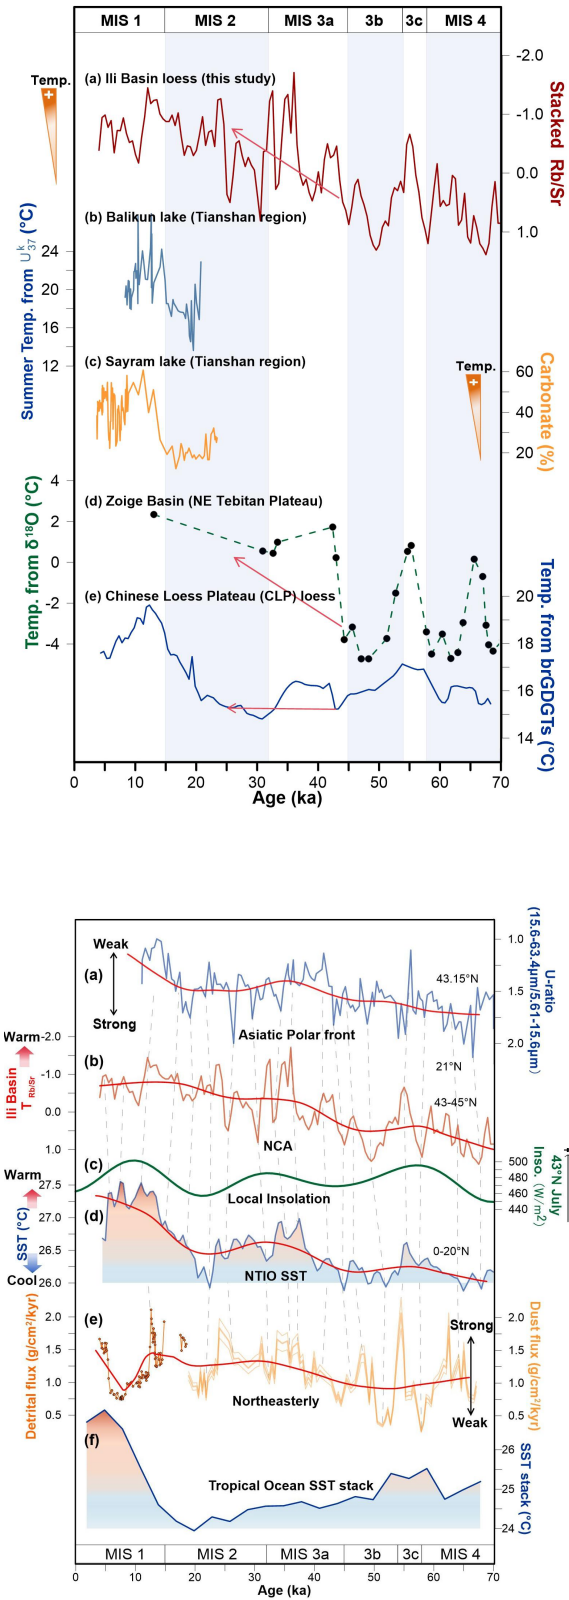 MIS 1 MIS 2 MIS 3a 3b 3c MIS 4
-2.0
Temp.
+
(a) Ili Basin loess (this study)
-1.0
0.0
1.0
Stacked Rb/Sr
(b) Balikun lake (Tianshan region)
24
20
16
12
Summer Temp. from U37k (°C)
(c) Sayram lake (Tianshan region)
Temp.
+
60
40
20
Carbonate (%)
4
2
0
-2
-4
Temp. from δ18O (°C)
(d) Zoige Basin (NE Tebitan Plateau)
(e) Chinese Loess Plateau (CLP) loess
20
18
16
14
Temp. from brGDGTs (°C)
0 10 20 30 40 50 60 70
Age (ka)
Weak
(a)
Strong
43.15°N
Asiatic Polar front
1.0
1.5
2.0
U-ratio
(15.6-63.4μm/5.61-15.6μm)
Warm
-2.0
-1.0
0.0
1.0
Ili Basin
T Rb/Sr
(b)
21°N
43-45°N
NCA
(c)
Local Insolation
500
480
460
440
43°N July
Inso. (W/m2)
Warm
27.5
27.0
26.5
26.0
SST (°C)
Cool
(d)
0-20°N
NTIO SST
(e)
2.0
1.5
1.0
0.5
Detrital flux (g/cm2/kyr)
Strong
Northeasterly
Weak
2.0
1.5
1.0
0.5
Dust flux (g/cm2/kyr)
(f)
Tropical Ocean SST stack
26
25
24
SST stack (°C)
MIS 1 MIS 2 MIS 3a 3b 3c MIS 4
0 10 20 30 40 50 60 70
Age (ka)